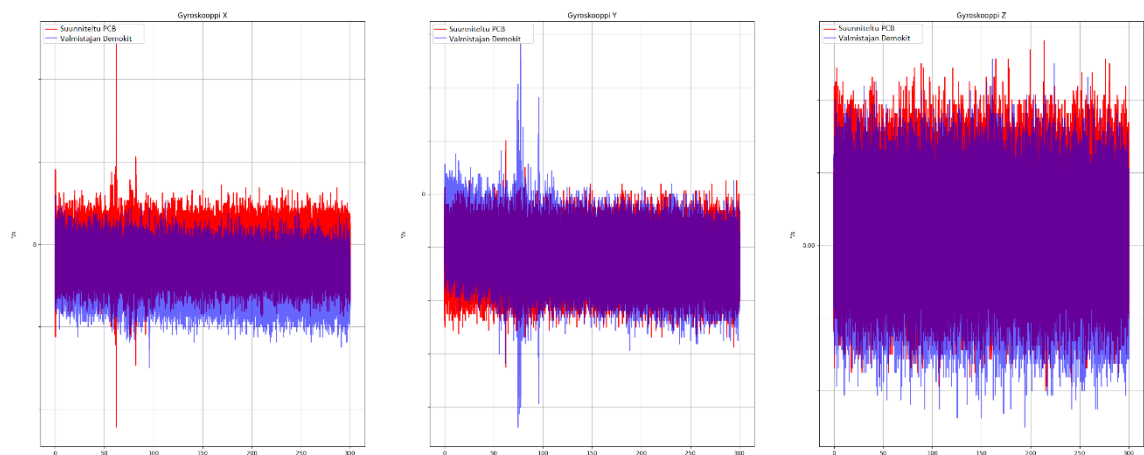 Gyroskooppi X
Suunniteltu PCB
Valmistajan Demokit
°/s
0
0 50 100 150 200 250 300
Gyroskooppi Y
Suunniteltu PCB
Valmistajan Demokit
°/s
0
0 50 100 150 200 250 300
Gyroskooppi Z
Suunniteltu PCB
Valmistajan Demokit
°/s
0.00
0 50 100 150 200 250 300